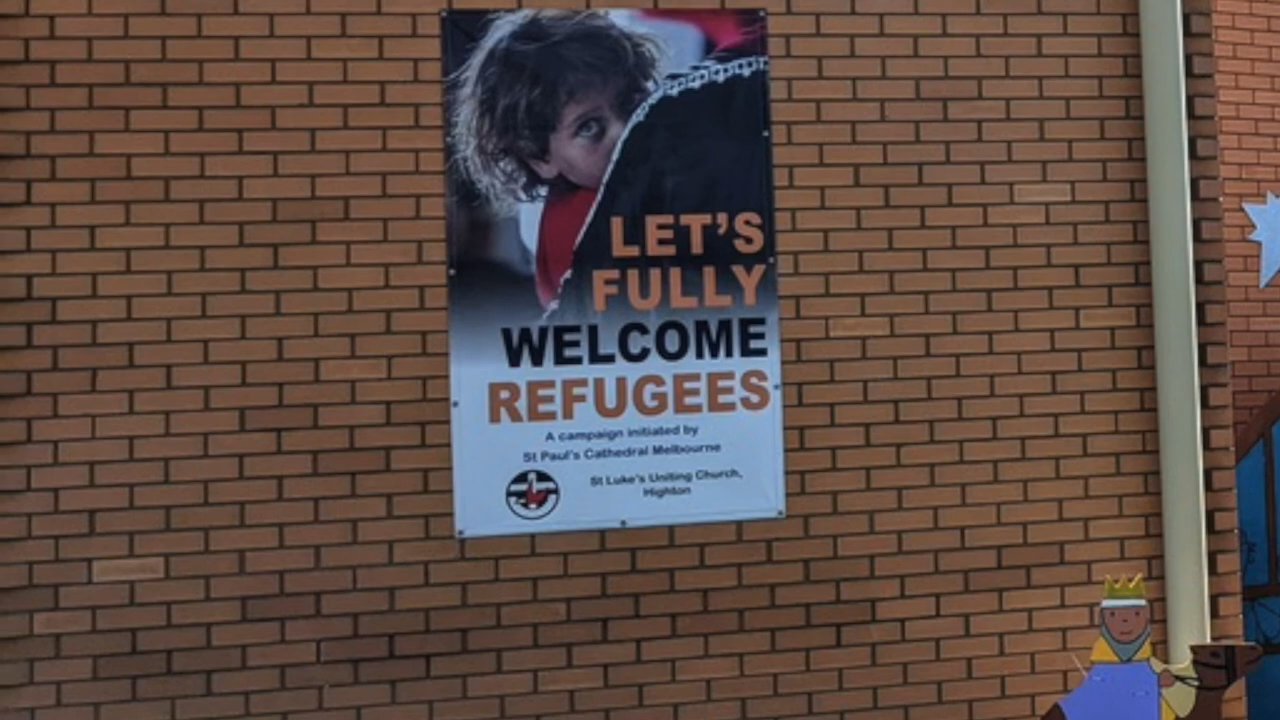 LET'S
FULLY
WELCOME
REFUGEES
A campaign initiated by
St Paul's Cathedral Melbourne
St Luke's Uniting Church,
Highton